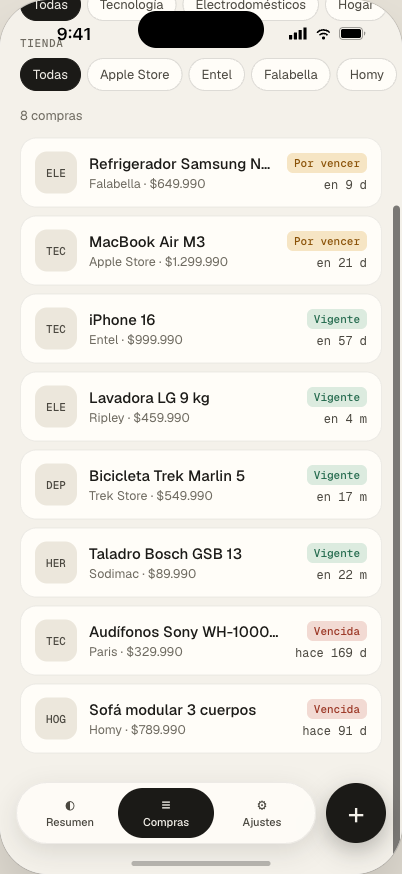 Todas Tecnología Electrodomésticos Hogar
9:41
TIENDA
Todas Apple Store Entel Falabella Homy
8 compras
ELE Refrigerador Samsung N... Por vencer
Falabella · $649.990 en 9 d
TEC MacBook Air M3 Por vencer
Apple Store · $1.299.990 en 21 d
TEC iPhone 16 Vigente
Entel · $999.990 en 57 d
ELE Lavadora LG 9 kg Vigente
Ripley · $459.990 en 4 m
DEP Bicicleta Trek Marlin 5 Vigente
Trek Store · $549.990 en 17 m
HER Taladro Bosch GSB 13 Vigente
Sodimac · $89.990 en 22 m
TEC Audífonos Sony WH-1000... Vencida
Paris · $329.990 hace 169 d
HOG Sofá modular 3 cuerpos Vencida
Homy · $789.990 hace 91 d
Resumen Compras Ajustes +